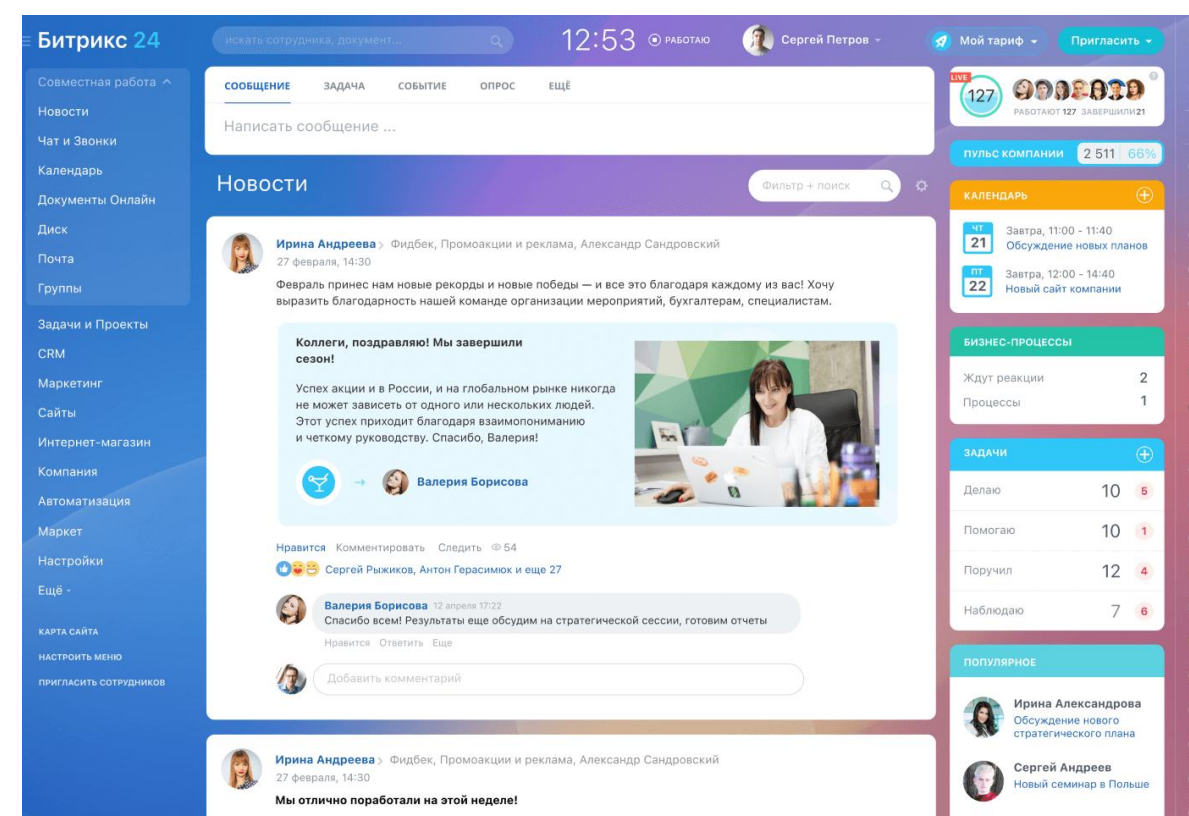 Битрикс 24
искать сотрудника, документ...
12:53
РАБОТАЮ
Сергей Петров
Мой тариф
Пригласить
Совместная работа
Новости
Чат и Звонки
Календарь
Документы Онлайн
Диск
Почта
Группы
Задачи и Проекты
CRM
Маркетинг
Сайты
Интернет-магазин
Компания
Автоматизация
Маркет
Настройки
Ещё -
КАРТА САЙТА
НАСТРОИТЬ МЕНЮ
ПРИГЛАСИТЬ СОТРУДНИКОВ
СООБЩЕНИЕ ЗАДАЧА СОБЫТИЕ ОПРОС ЕЩЁ
Написать сообщение ...
Новости
Фильтр + поиск
Ирина Андреева > Фидбек, Промоакции и реклама, Александр Сандровский
27 февраля, 14:30
Февраль принес нам новые рекорды и новые победы — и все это благодаря каждому из вас! Хочу
выразить благодарность нашей команде организации мероприятий, бухгалтерам, специалистам.
Коллеги, поздравляю! Мы завершили
сезон!
Успех акции и в России, и на глобальном рынке никогда
не может зависеть от одного или нескольких людей.
Этот успех приходит благодаря взаимопониманию
и четкому руководству. Спасибо, Валерия!
Валерия Борисова
Нравится Комментировать Следить 54
Сергей Рыжиков, Антон Герасимюк и еще 27
Валерия Борисова 12 апреля 17:22
Спасибо всем! Результаты еще обсудим на стратегической сессии, готовим отчеты
Нравится Ответить Еще
Добавить комментарий
Ирина Андреева > Фидбек, Промоакции и реклама, Александр Сандровский
27 февраля, 14:30
Мы отлично поработали на этой неделе!
LIVE
127
?
РАБОТАЮТ 127 ЗАВЕРШИЛИ 21
ПУЛЬС КОМПАНИИ 2 511 66%
КАЛЕНДАРЬ
ЧТ
21
Завтра, 11:00 - 11:40
Обсуждение новых планов
ПТ
22
Завтра, 12:00 - 14:40
Новый сайт компании
БИЗНЕС-ПРОЦЕССЫ
Ждут реакции 2
Процессы 1
ЗАДАЧИ
Делаю 10 5
Помогаю 10 1
Поручил 12 4
Наблюдаю 7 6
ПОПУЛЯРНОЕ
Ирина Александрова
Обсуждение нового
стратегического плана
Сергей Андреев
Новый семинар в Польше